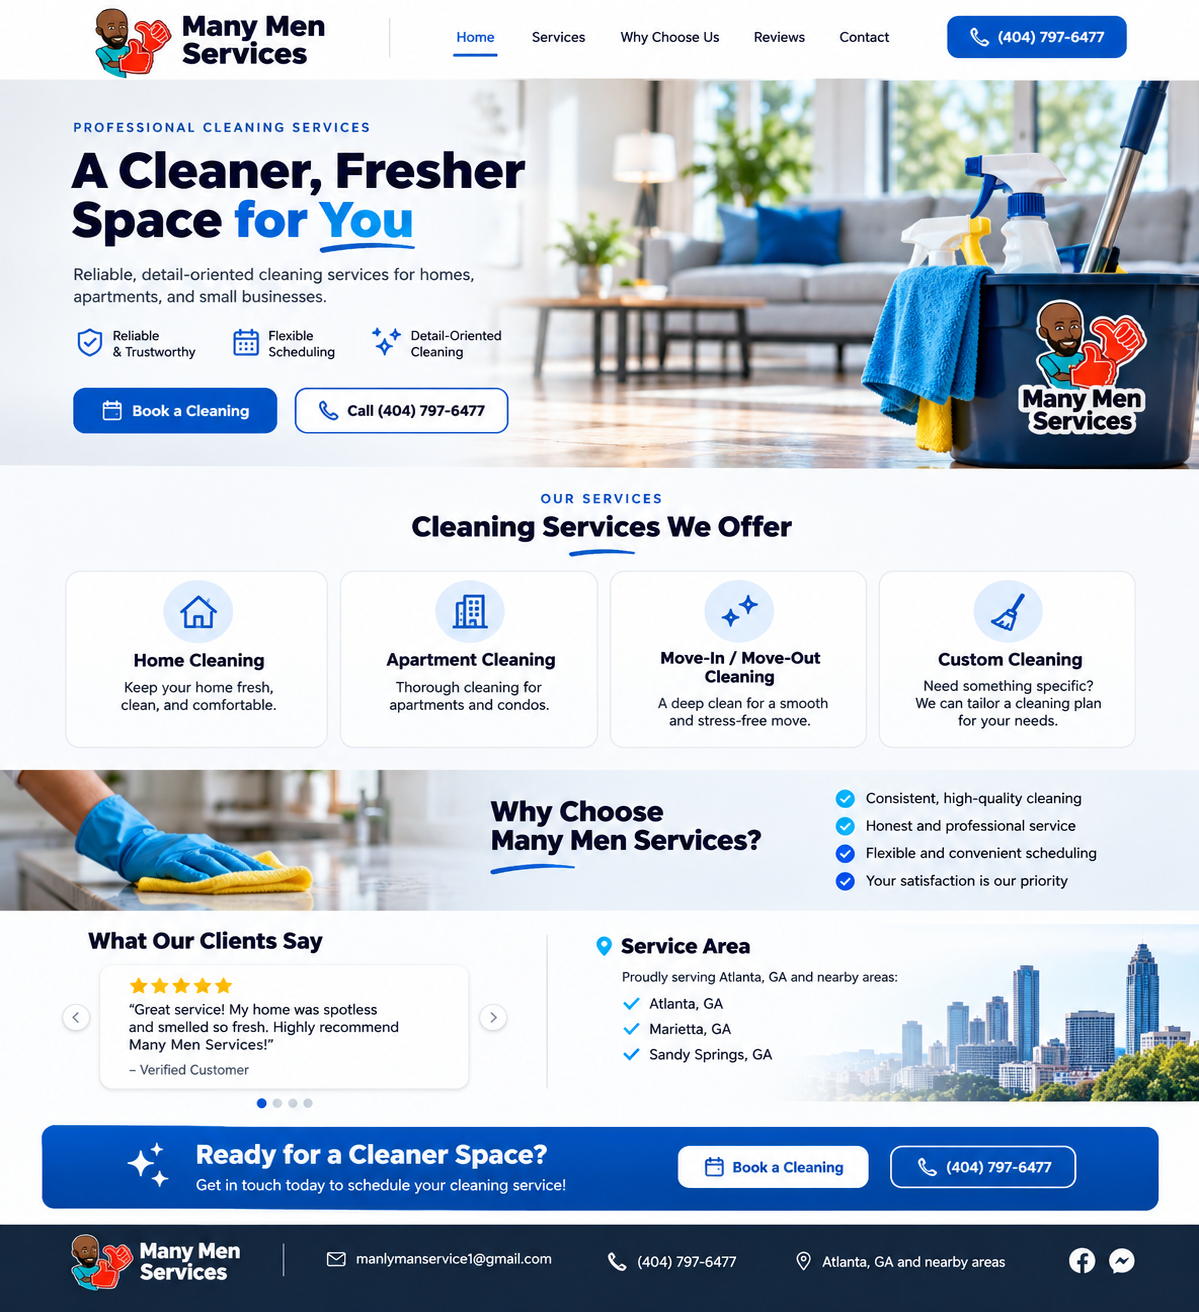 Many Men
Services
Home
Services
Why Choose Us
Reviews
Contact
(404) 797-6477
PROFESSIONAL CLEANING SERVICES
A Cleaner, Fresher
Space for You
Reliable, detail-oriented cleaning services for homes,
apartments, and small businesses.
Reliable
& Trustworthy
Flexible
Scheduling
Detail-Oriented
Cleaning
Book a Cleaning
Call (404) 797-6477
Many Men
Services
OUR SERVICES
Cleaning Services We Offer
Home Cleaning
Keep your home fresh,
clean, and comfortable.
Apartment Cleaning
Thorough cleaning for
apartments and condos.
Move-In / Move-Out
Cleaning
A deep clean for a smooth
and stress-free move.
Custom Cleaning
Need something specific?
We can tailor a cleaning plan
for your needs.
Why Choose
Many Men Services?
Consistent, high-quality cleaning
Honest and professional service
Flexible and convenient scheduling
Your satisfaction is our priority
What Our Clients Say
“Great service! My home was spotless
and smelled so fresh. Highly recommend
Many Men Services!”
– Verified Customer
Service Area
Proudly serving Atlanta, GA and nearby areas:
Atlanta, GA
Marietta, GA
Sandy Springs, GA
Ready for a Cleaner Space?
Get in touch today to schedule your cleaning service!
Book a Cleaning
(404) 797-6477
Many Men
Services
manlymanservice1@gmail.com
(404) 797-6477
Atlanta, GA and nearby areas